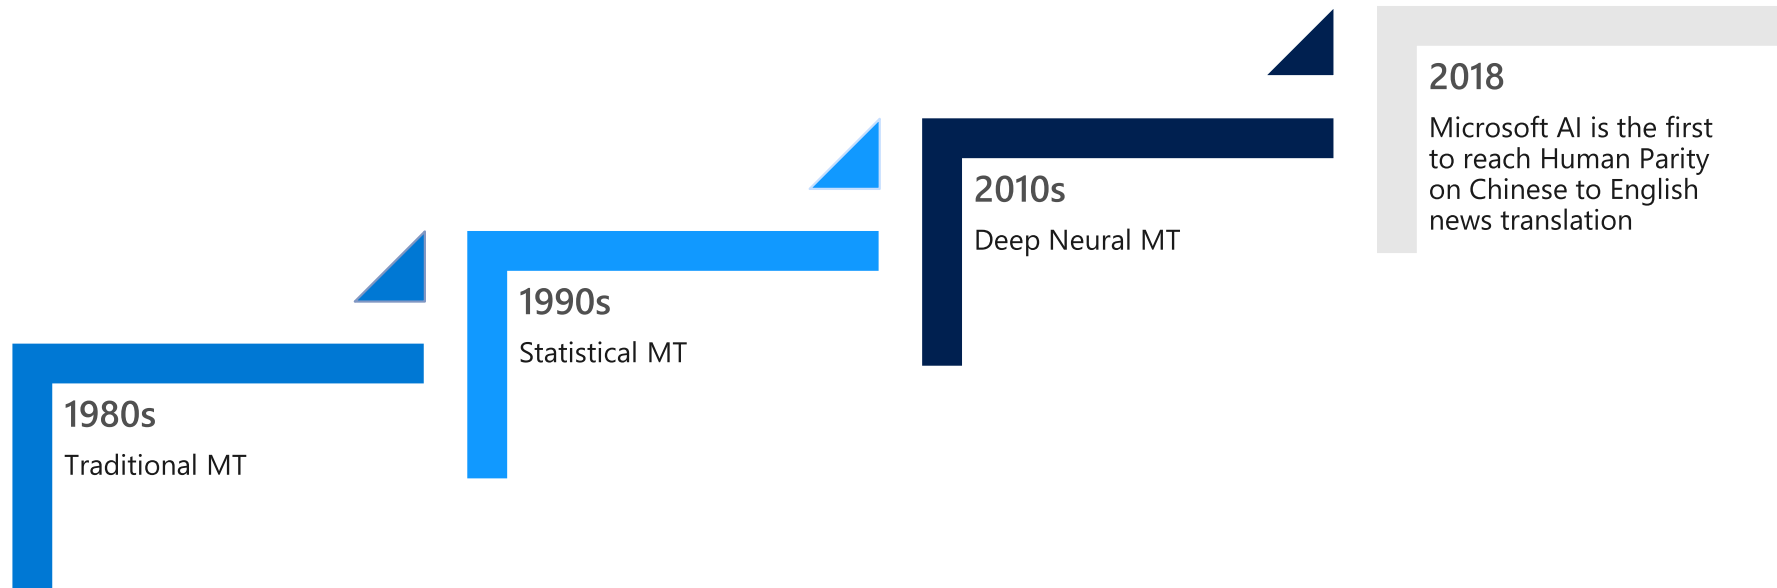 1980s
Traditional MT
1990s
Statistical MT
2010s
Deep Neural MT
2018
Microsoft AI is the first
to reach Human Parity
on Chinese to English
news translation